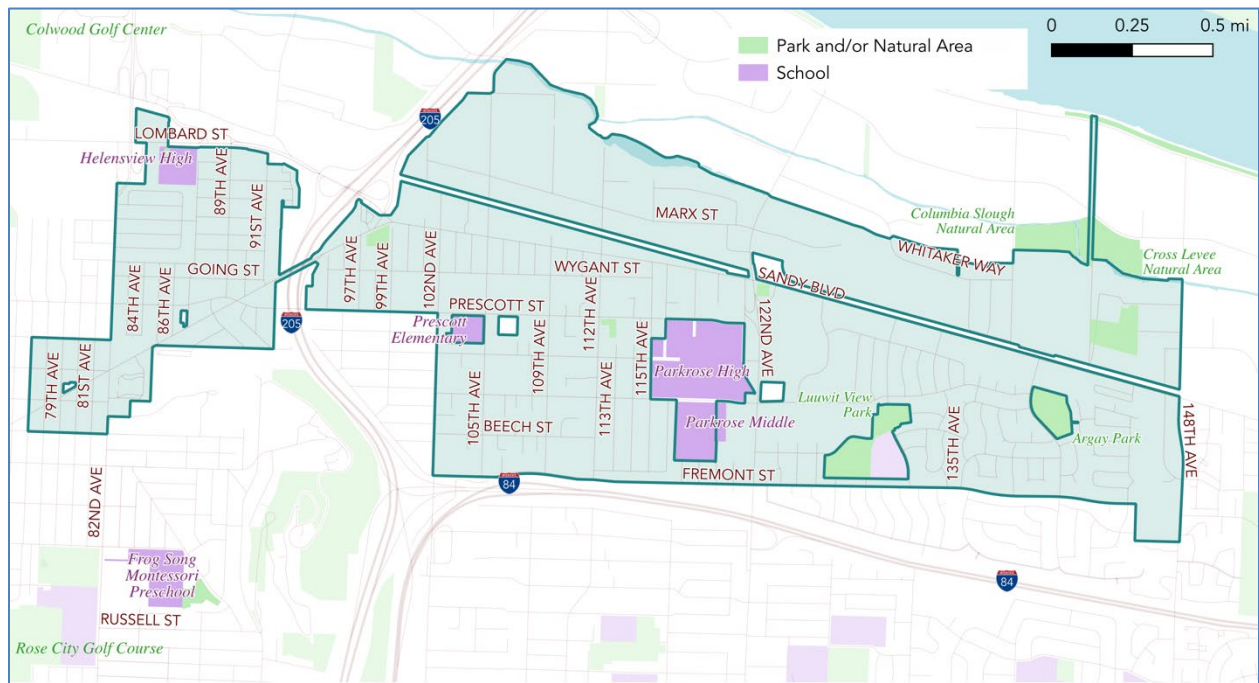 Colwood Golf Center
0 0.25 0.5 mi
Park and/or Natural Area
School
205
LOMBARD ST
Helensview High
89TH AVE
91ST AVE
MARX ST
Columbia Slough
Natural Area
WHITAKER WAY
Cross Levee
Natural Area
GOING ST
84TH AVE
86TH AVE
97TH AVE
99TH AVE
102ND AVE
WYGANT ST
SANDY BLVD
PRESCOTT ST
205
Prescott
Elementary
109TH AVE
112TH AVE
115TH AVE
122ND AVE
Parkrose High
79TH AVE
81ST AVE
105TH AVE
BEECH ST
113TH AVE
Parkrose Middle
Luuwit View
Park
135TH AVE
Argay Park
148TH AVE
FREMONT ST
84
82ND AVE
Frog Song
Montessori
Preschool
84
RUSSELL ST
Rose City Golf Course